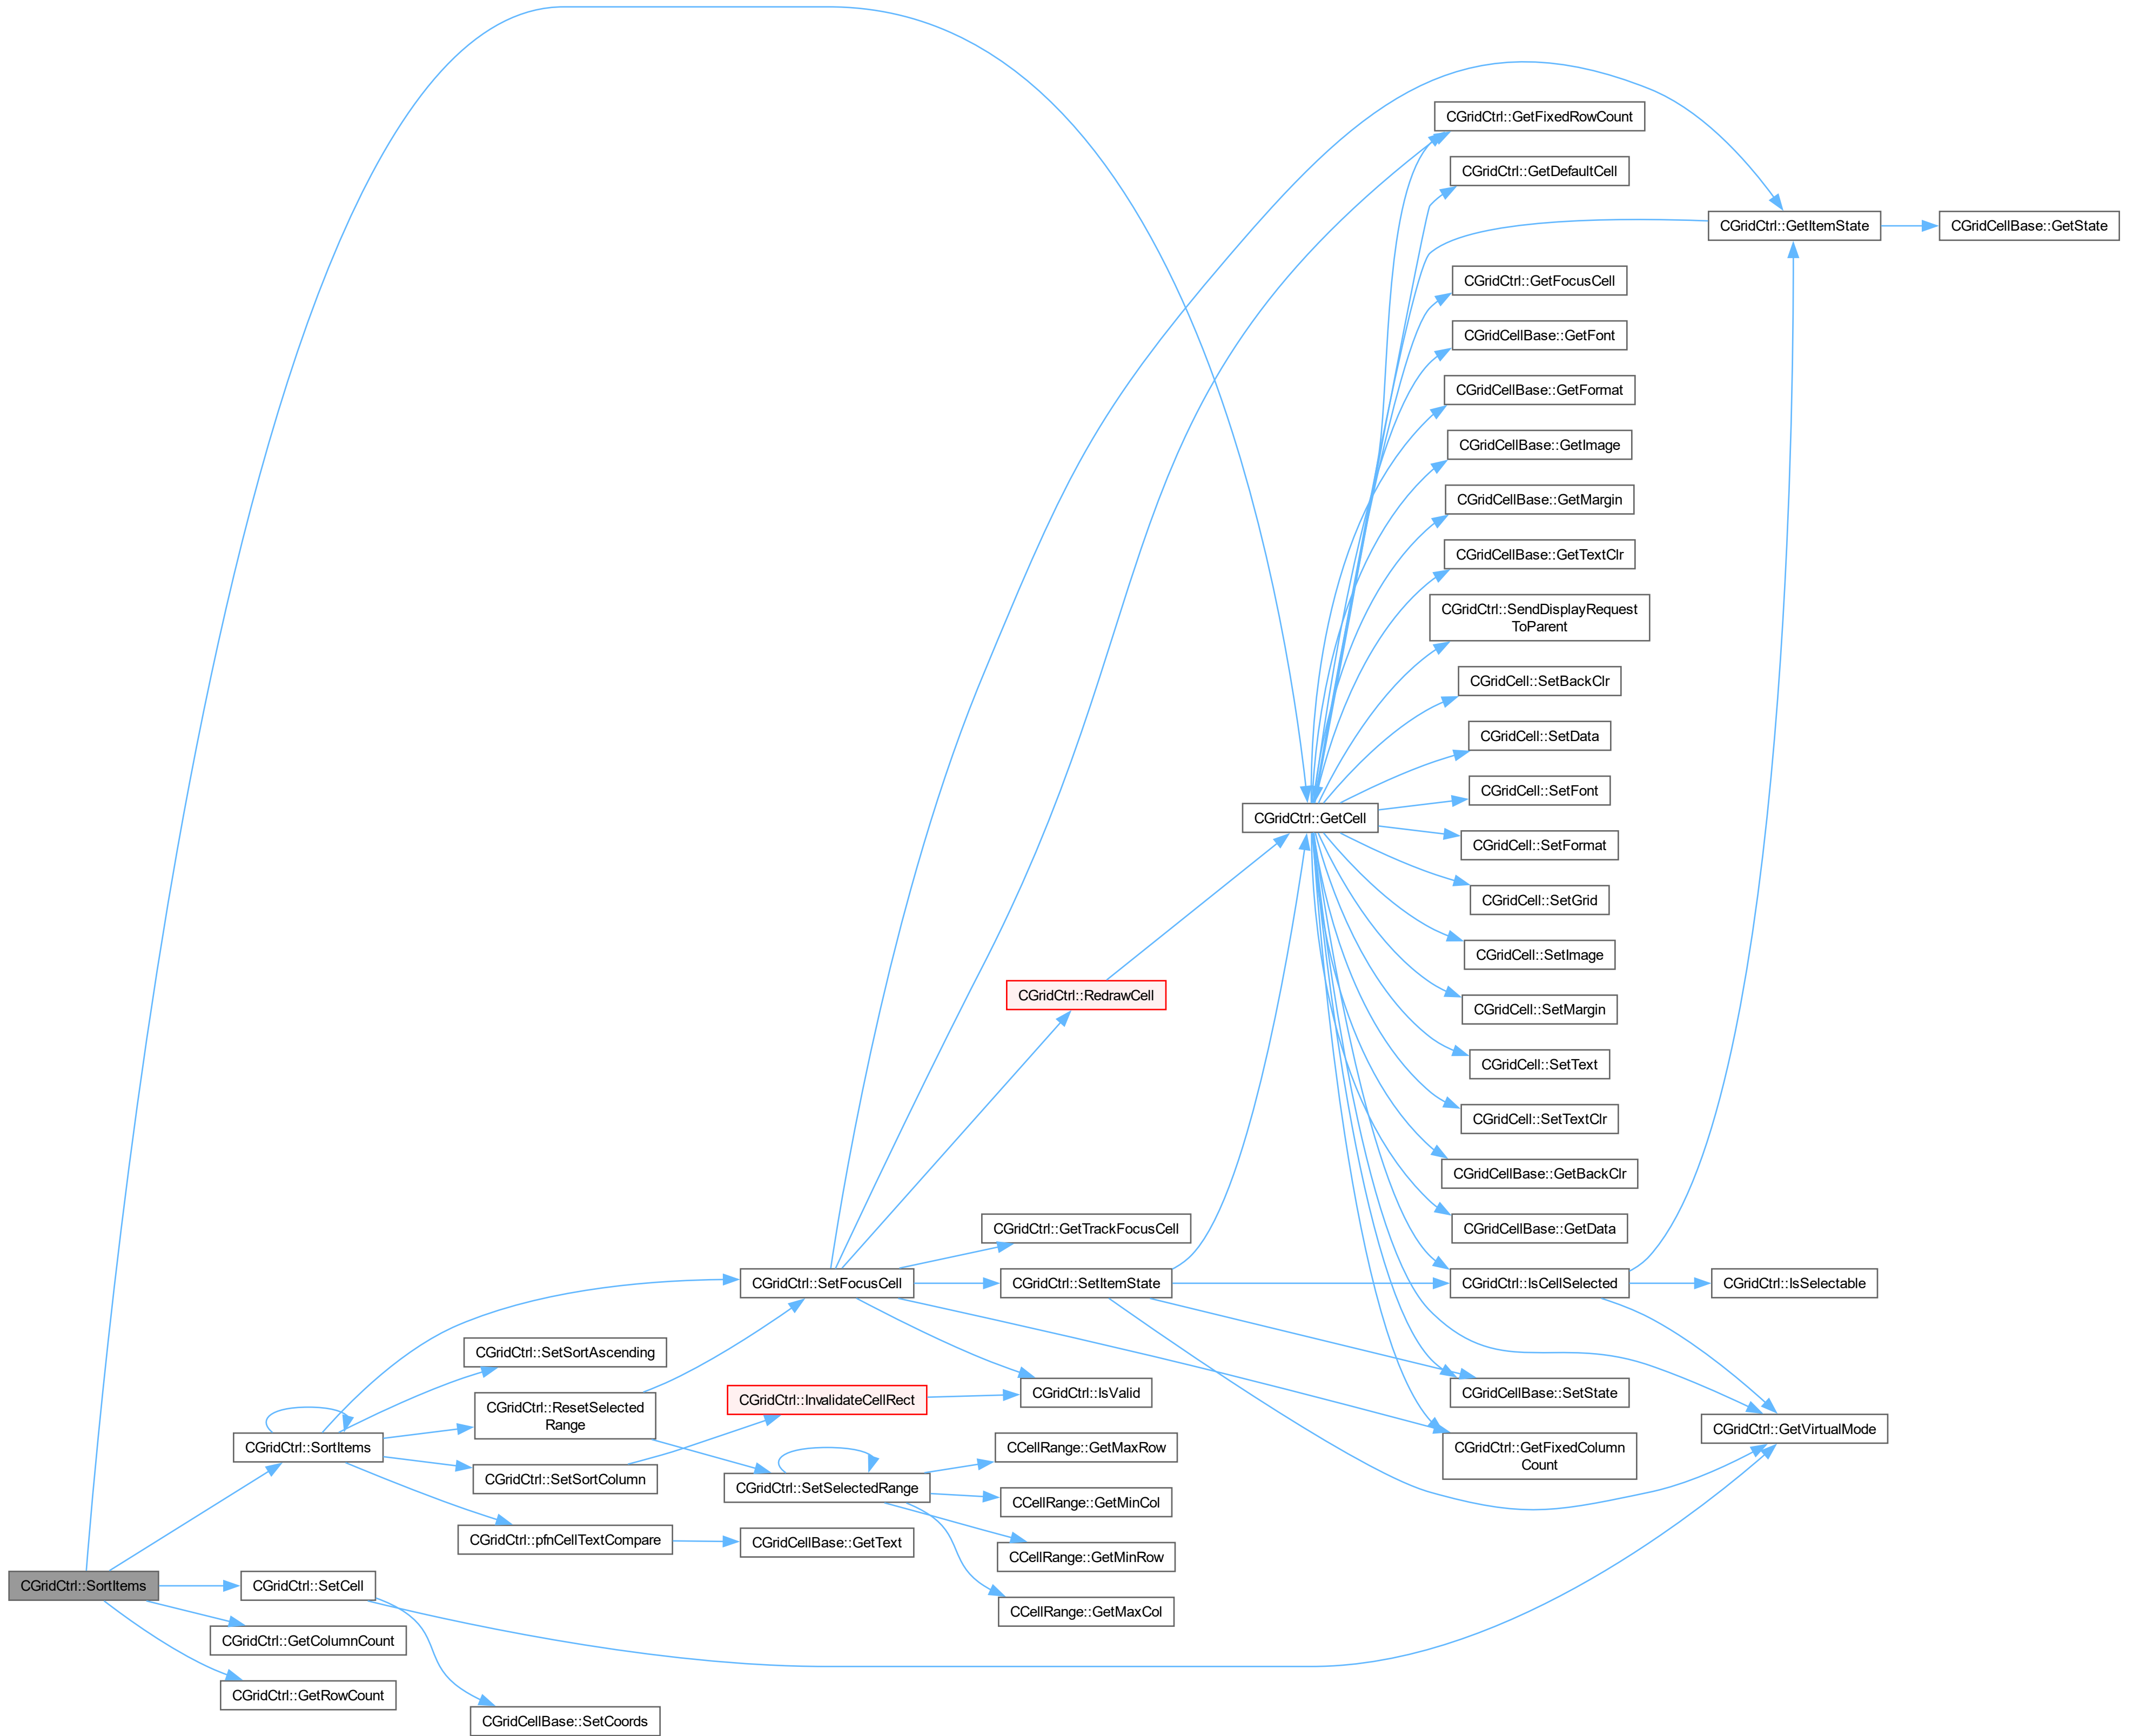 CGridCtrl::GetFixedRowCount
CGridCtrl::GetDefaultCell
CGridCtrl::GetItemState
CGridCellBase::GetState
CGridCtrl::GetFocusCell
CGridCellBase::GetFont
CGridCellBase::GetFormat
CGridCellBase::GetImage
CGridCellBase::GetMargin
CGridCellBase::GetTextClr
CGridCtrl::SendDisplayRequest
ToParent
CGridCell::SetBackClr
CGridCell::SetData
CGridCell::SetFont
CGridCtrl::GetCell
CGridCell::SetFormat
CGridCell::SetGrid
CGridCell::SetImage
CGridCtrl::RedrawCell
CGridCell::SetMargin
CGridCell::SetText
CGridCell::SetTextClr
CGridCellBase::GetBackClr
CGridCtrl::GetTrackFocusCell
CGridCellBase::GetData
CGridCtrl::SetFocusCell
CGridCtrl::SetItemState
CGridCtrl::IsCellSelected
CGridCtrl::IsSelectable
CGridCtrl::SetSortAscending
CGridCtrl::InvalidateCellRect
CGridCtrl::IsValid
CGridCellBase::SetState
CGridCtrl::ResetSelected
Range
CGridCtrl::GetVirtualMode
CGridCtrl::SortItems
CGridCtrl::GetFixedColumn
Count
CCellRange::GetMaxRow
CGridCtrl::SetSortColumn
CGridCtrl::SetSelectedRange
CCellRange::GetMinCol
CGridCtrl::pfnCellTextCompare
CGridCellBase::GetText
CCellRange::GetMinRow
CGridCtrl::SortItems
CGridCtrl::SetCell
CCellRange::GetMaxCol
CGridCtrl::GetColumnCount
CGridCtrl::GetRowCount
CGridCellBase::SetCoords